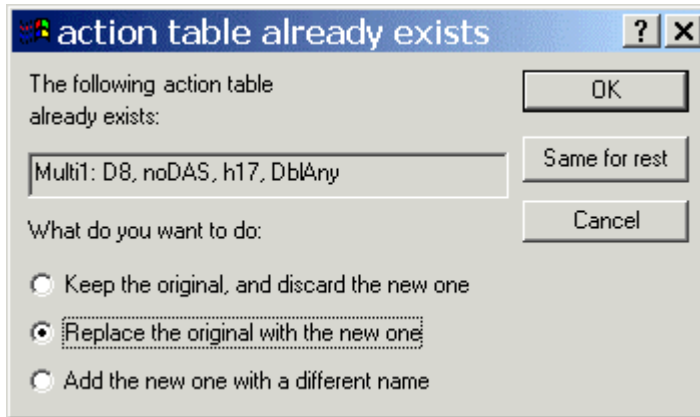 action table already exists
?
The following action table
already exists:
OK
Multi1: D8, noDAS, h17, DblAny
Same for rest
Cancel
What do you want to do:
Keep the original, and discard the new one
Replace the original with the new one
Add the new one with a different name